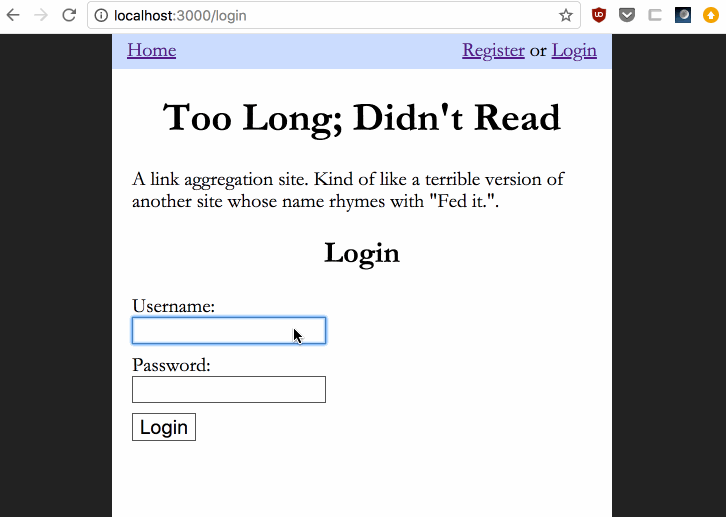 localhost:3000/login
Home Register or Login
Too Long; Didn't Read
A link aggregation site. Kind of like a terrible version of
another site whose name rhymes with "Fed it.".
Login
Username:
Password:
Login